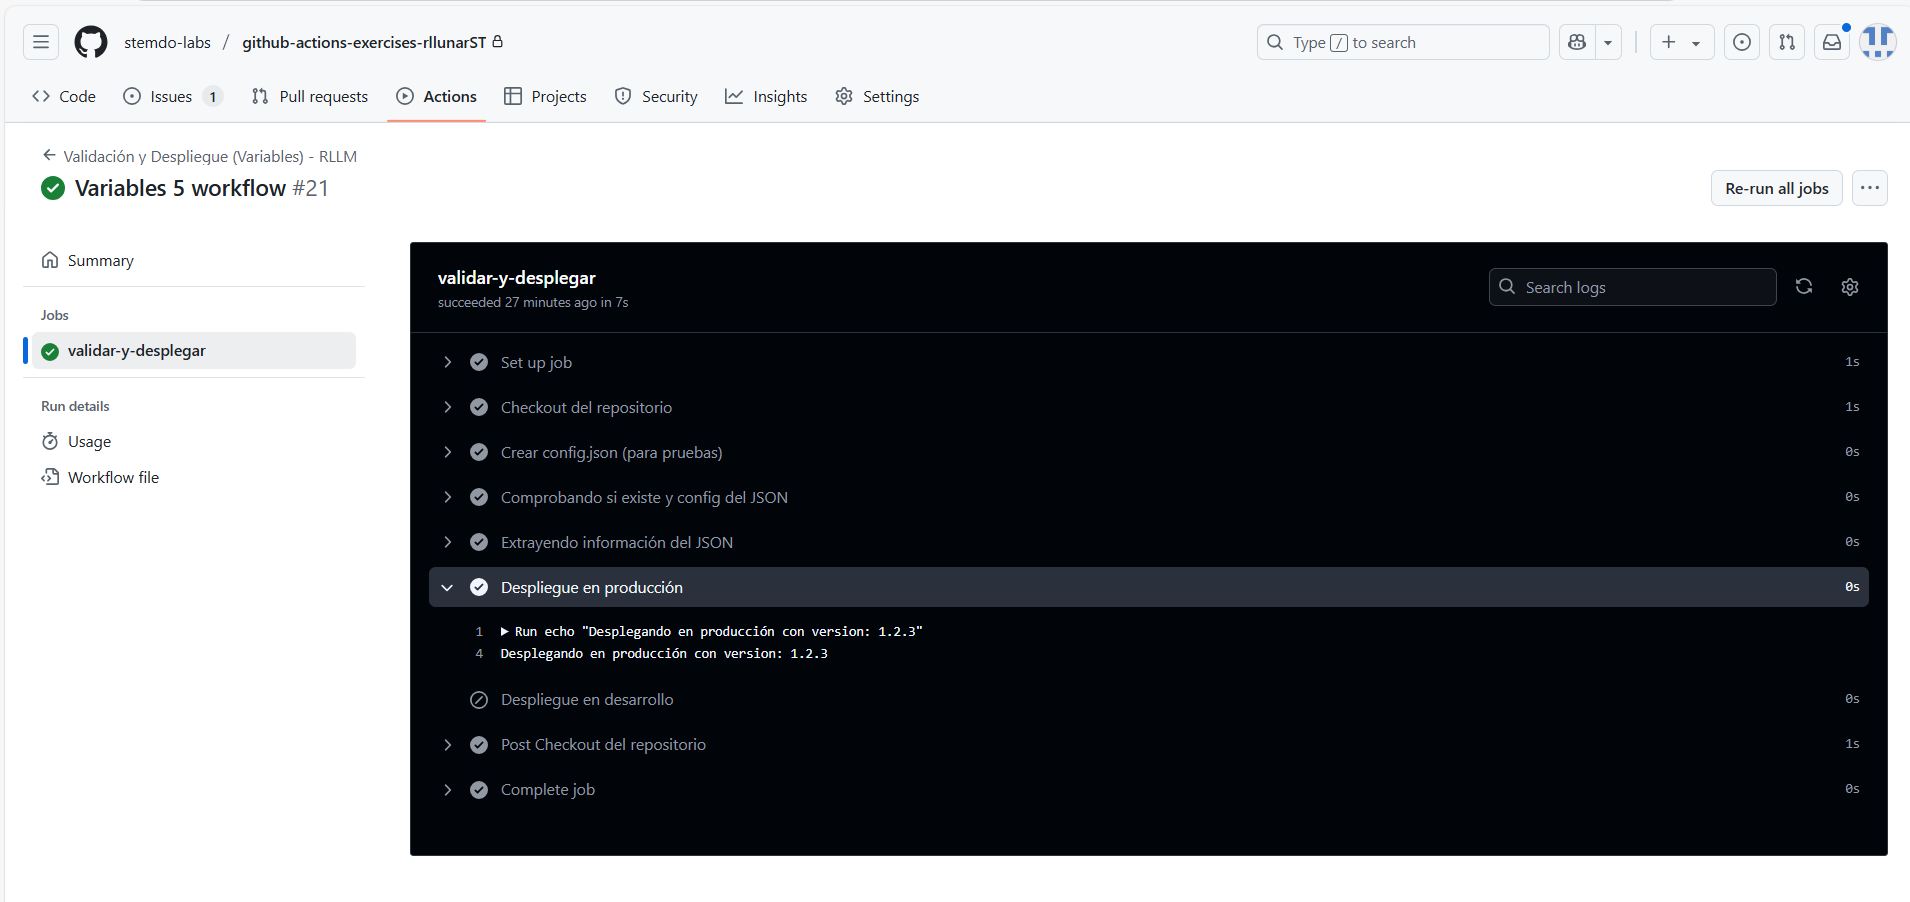 stemdo-labs / github-actions-exercises-rllunarST
Type / to search
Code
Issues 1
Pull requests
Actions
Projects
Security
Insights
Settings
Validación y Despliegue (Variables) - RLLM
Variables 5 workflow #21
Re-run all jobs
Summary
Jobs
validar-y-desplegar
Run details
Usage
Workflow file
validar-y-desplegar
succeeded 27 minutes ago in 7s
Search logs
Set up job 1s
Checkout del repositorio 1s
Crear config.json (para pruebas) 0s
Comprobando si existe y config del JSON 0s
Extrayendo información del JSON 0s
Despliegue en producción 0s
1 Run echo "Desplegando en producción con version: 1.2.3"
4 Desplegando en producción con version: 1.2.3
Despliegue en desarrollo 0s
Post Checkout del repositorio 1s
Complete job 0s